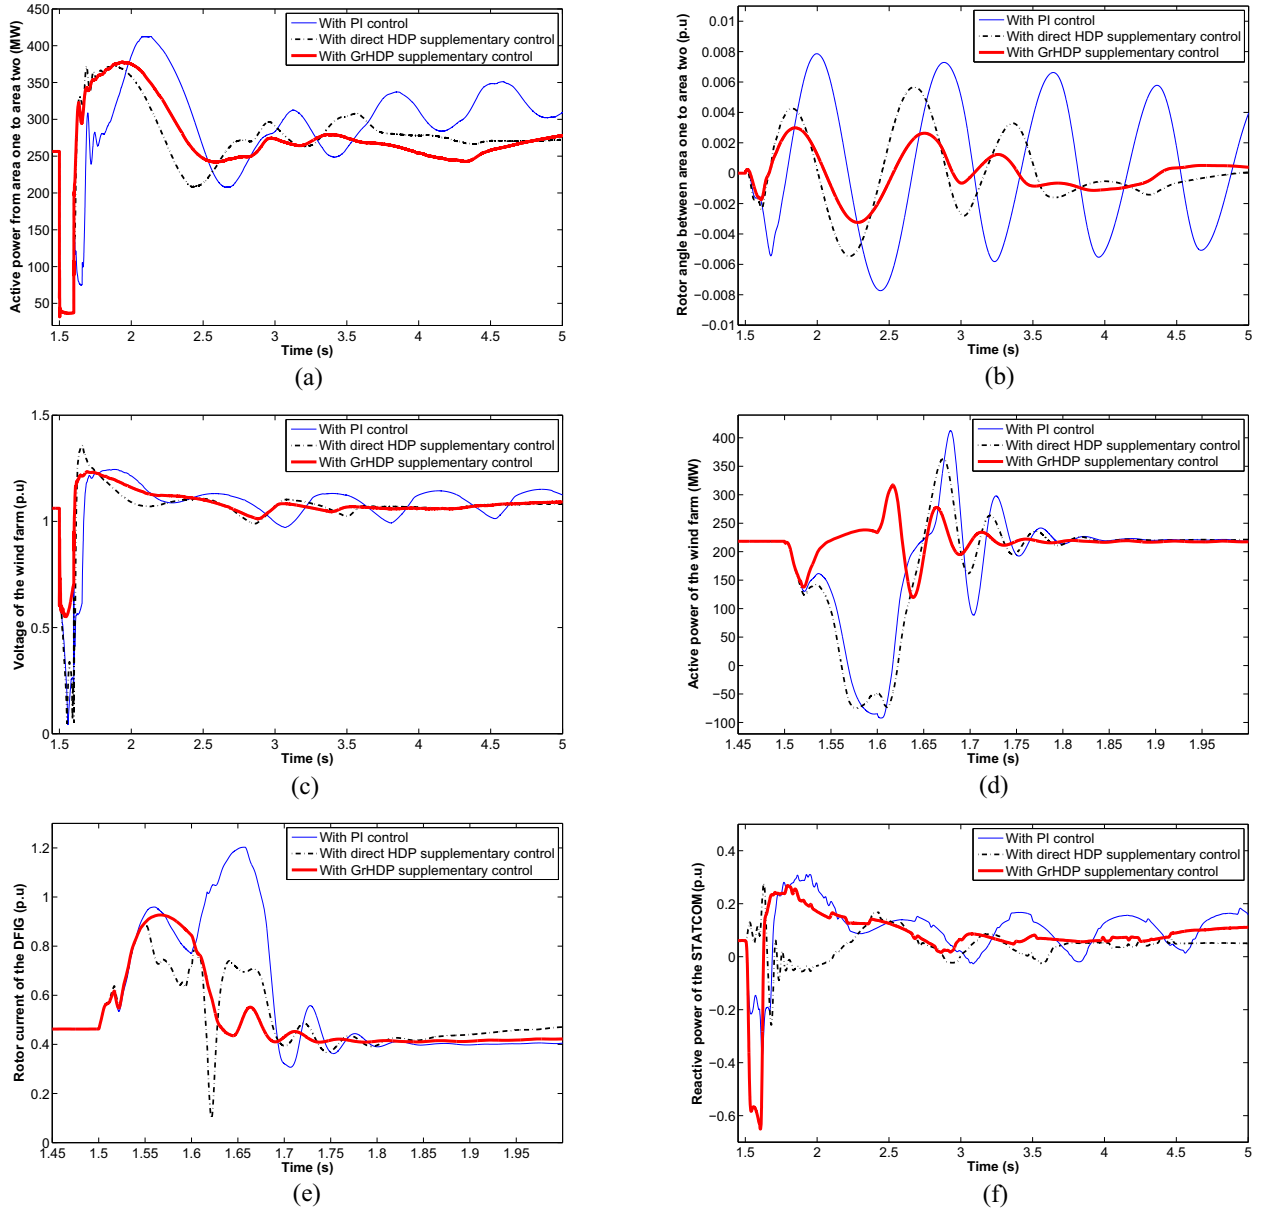 Active power from area one to area two (MW)
450
400
350
300
250
200
150
100
50
1.5 2 2.5 3 3.5 4 4.5 5
Time (s)
With PI control
With direct HDP supplementary control
With GrHDP supplementary control
(a)
Rotor angle between area one to area two (p.u)
0.01
0.008
0.006
0.004
0.002
0
−0.002
−0.004
−0.006
−0.008
−0.01
1.5 2 2.5 3 3.5 4 4.5 5
Time (s)
With PI control
With direct HDP supplementary control
With GrHDP supplementary control
(b)
Voltage of the wind farm (p.u)
1.5
1
0.5
0
1.5 2 2.5 3 3.5 4 4.5 5
Time (s)
With PI control
With direct HDP supplementary control
With GrHDP supplementary control
(c)
Active power of the wind farm (MW)
400
350
300
250
200
150
100
50
0
−50
−100
1.45 1.5 1.55 1.6 1.65 1.7 1.75 1.8 1.85 1.9 1.95
Time (s)
With PI control
With direct HDP supplementary control
With GrHDP supplementary control
(d)
Rotor current of the DFIG (p.u)
1.2
1
0.8
0.6
0.4
0.2
0
1.45 1.5 1.55 1.6 1.65 1.7 1.75 1.8 1.85 1.9 1.95
Time (s)
With PI control
With direct HDP supplementary control
With GrHDP supplementary control
(e)
Reactive power of the STATCOM (p.u)
0.4
0.2
0
−0.2
−0.4
−0.6
1.5 2 2.5 3 3.5 4 4.5 5
Time (s)
With PI control
With direct HDP supplementary control
With GrHDP supplementary control
(f)